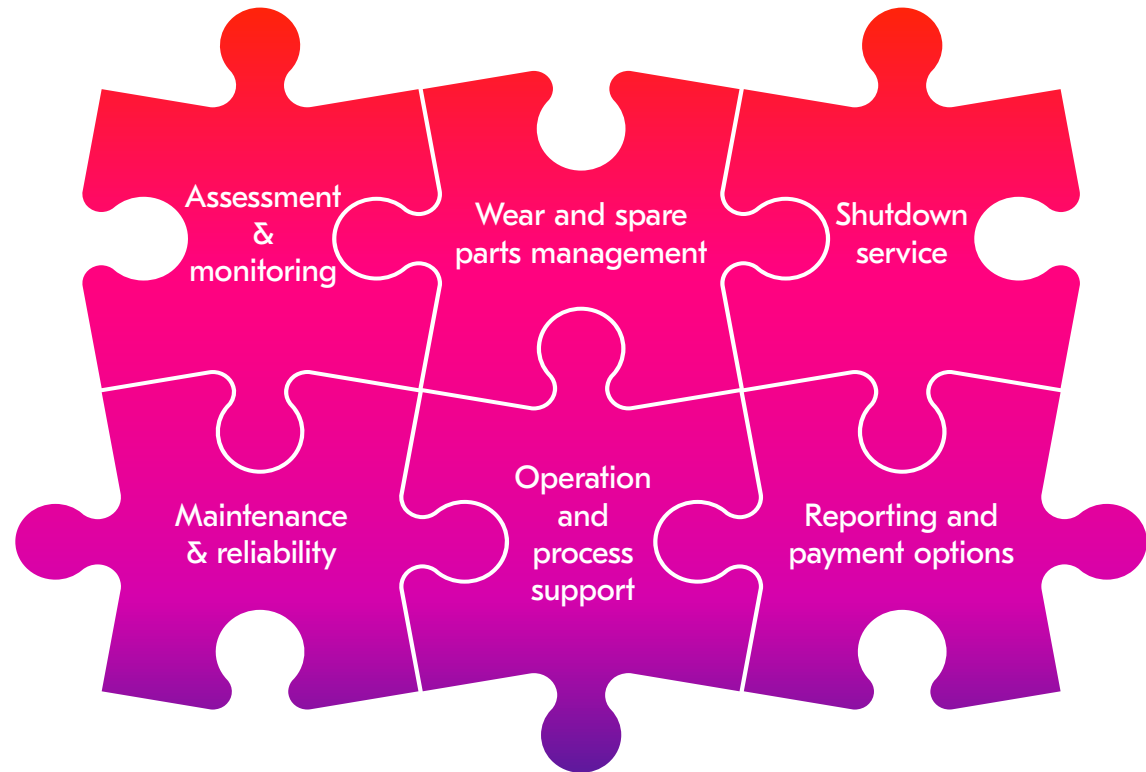 Assessment
&
monitoring
Wear and spare
parts management
Shutdown
service
Maintenance
& reliability
Operation
and
process
support
Reporting and
payment options